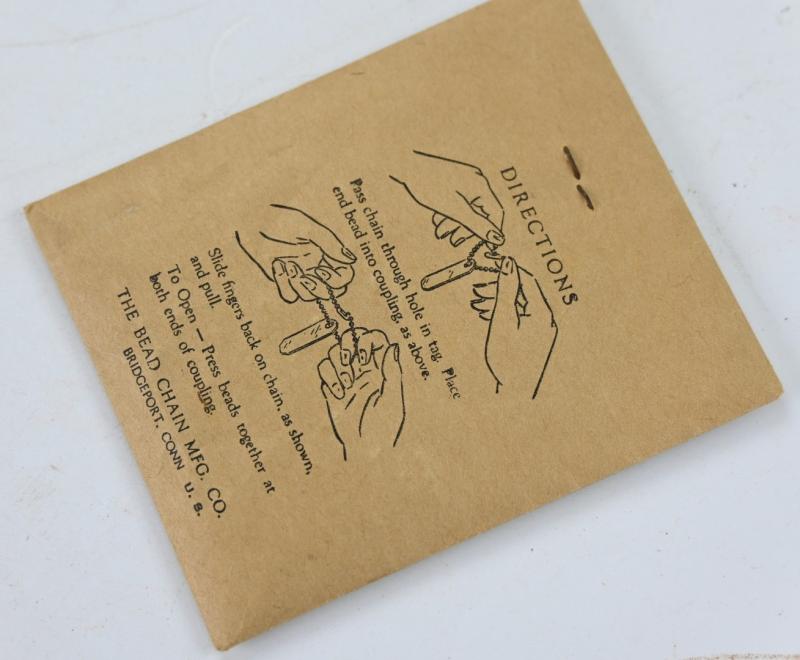 DIRECTIONS
Pass chain through hole in tag. Place
end bead into coupling, as above.
Slide fingers back on chain, as shown,
and pull.
To Open — Press beads together at
both ends of coupling.
THE BEAD CHAIN MFG. CO.
BRIDGEPORT, CONN U. S.